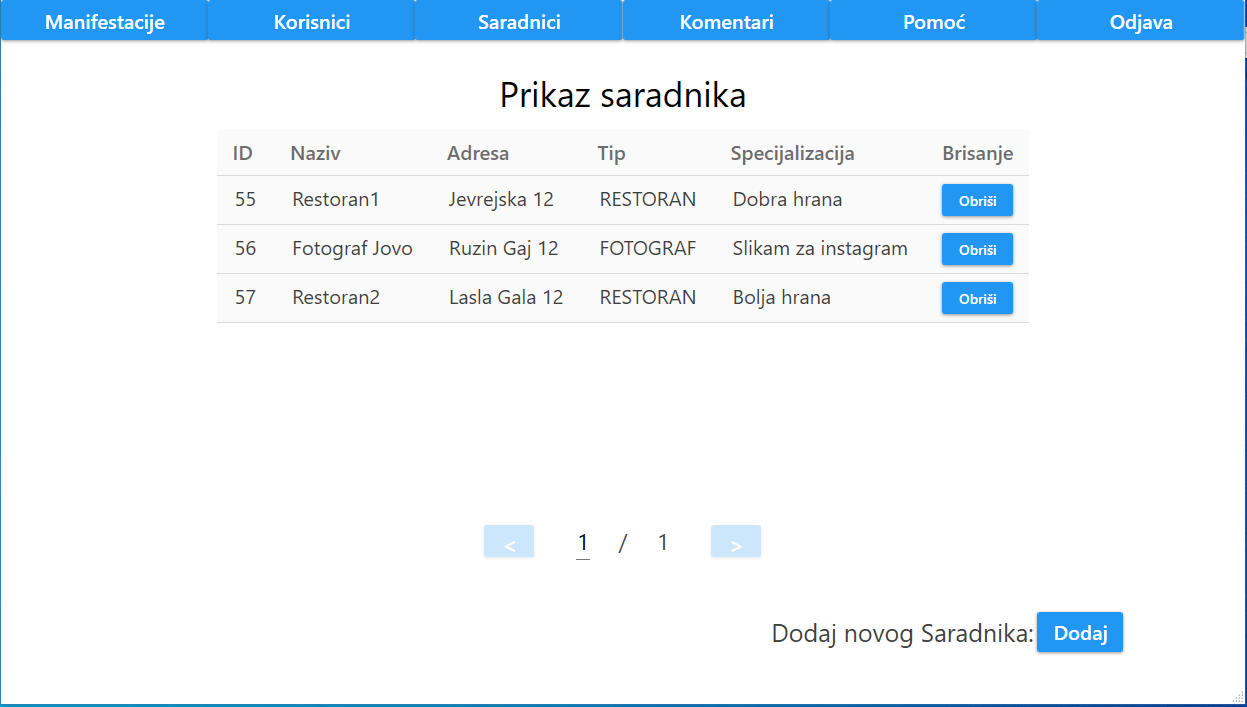 Manifestacije Korisnici Saradnici Komentari Pomoć Odjava
Prikaz saradnika
ID Naziv Adresa Tip Specijalizacija Brisanje
55 Restoran1 Jevrejska 12 RESTORAN Dobra hrana Obriši
56 Fotograf Jovo Ruzin Gaj 12 FOTOGRAF Slikam za instagram Obriši
57 Restoran2 Lasla Gala 12 RESTORAN Bolja hrana Obriši
< 1 / 1 >
Dodaj novog Saradnika: Dodaj